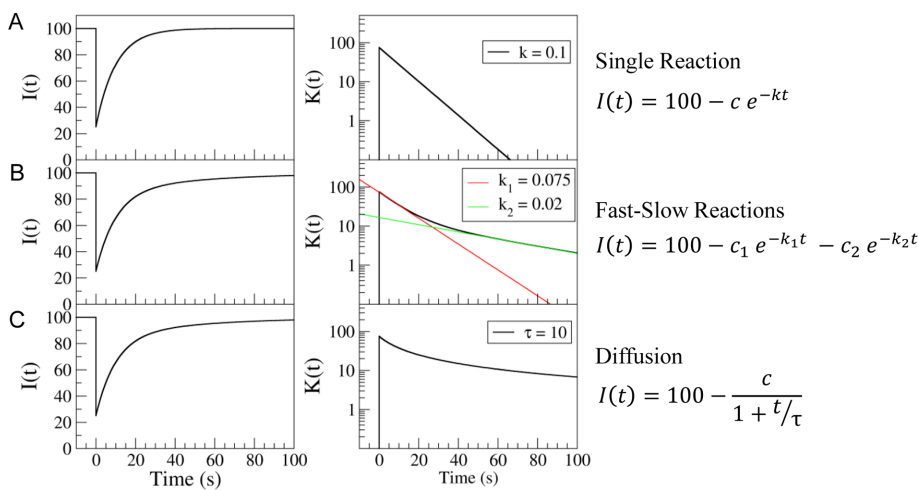 A
I(t)
100
80
60
40
20
0
K(t)
100
10
1
k = 0.1
Single Reaction
I(t) = 100 − c e^{−kt}
B
I(t)
100
80
60
40
20
0
K(t)
100
10
1
k₁ = 0.075
k₂ = 0.02
Fast-Slow Reactions
I(t) = 100 − c₁ e^{−k₁t} − c₂ e^{−k₂t}
C
I(t)
100
80
60
40
20
0
0 20 40 60 80 100
Time (s)
K(t)
100
10
1
τ = 10
0 20 40 60 80 100
Time (s)
Diffusion
I(t) = 100 − c / (1 + t/τ)